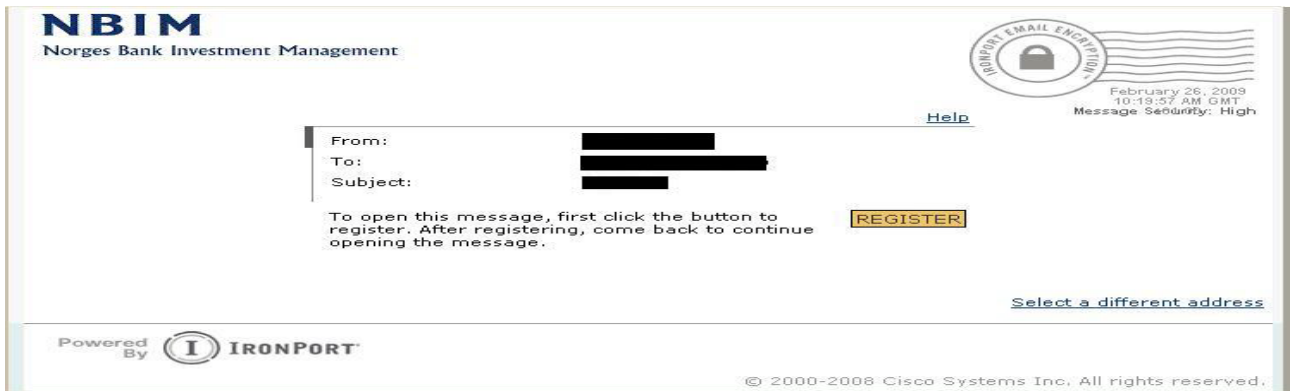 NBIM
Norges Bank Investment Management
IRONPORT EMAIL ENCRYPTION
February 26, 2009
10:19:57 AM GMT
Message Security: High
Help
From:
To:
Subject:
To open this message, first click the button to
register. After registering, come back to continue
opening the message.
REGISTER
Select a different address
Powered
By
I
IRONPORT
© 2000-2008 Cisco Systems Inc. All rights reserved.